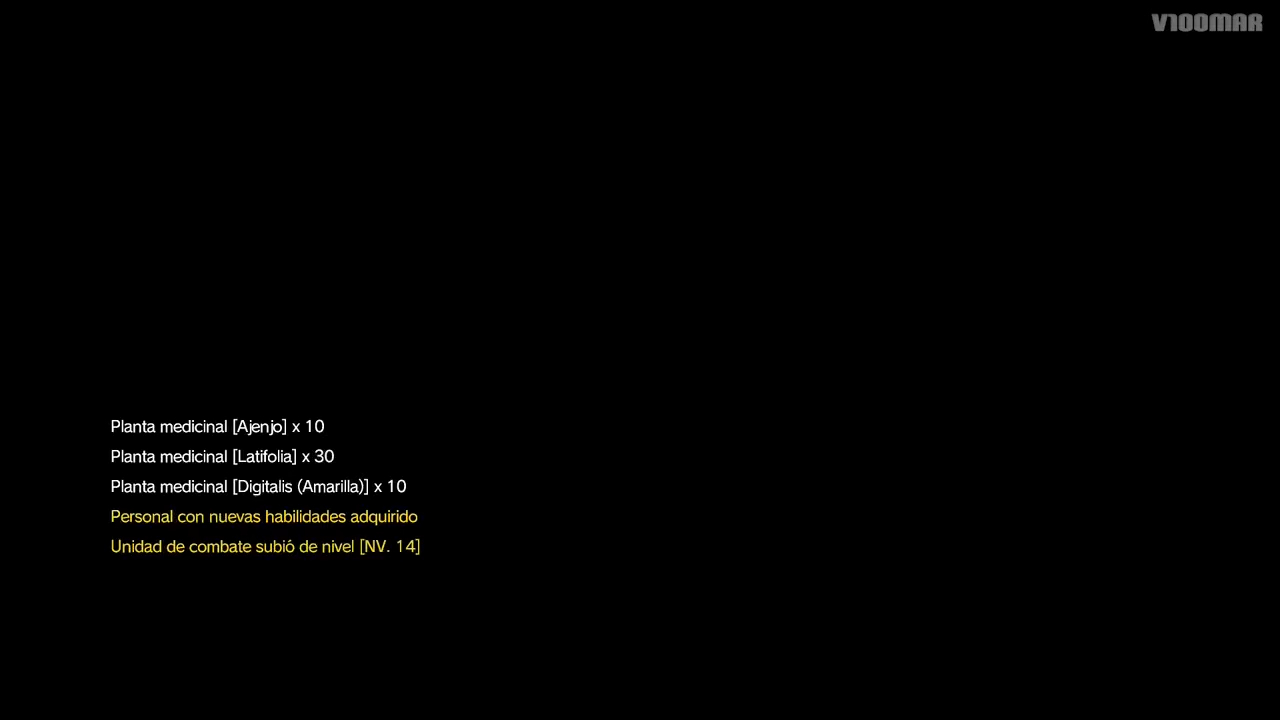 V100MAR
Planta medicinal [Ajenjo] x 10
Planta medicinal [Latifolia] x 30
Planta medicinal [Digitalis (Amarilla)] x 10
Personal con nuevas habilidades adquirido
Unidad de combate subió de nivel [NV. 14]